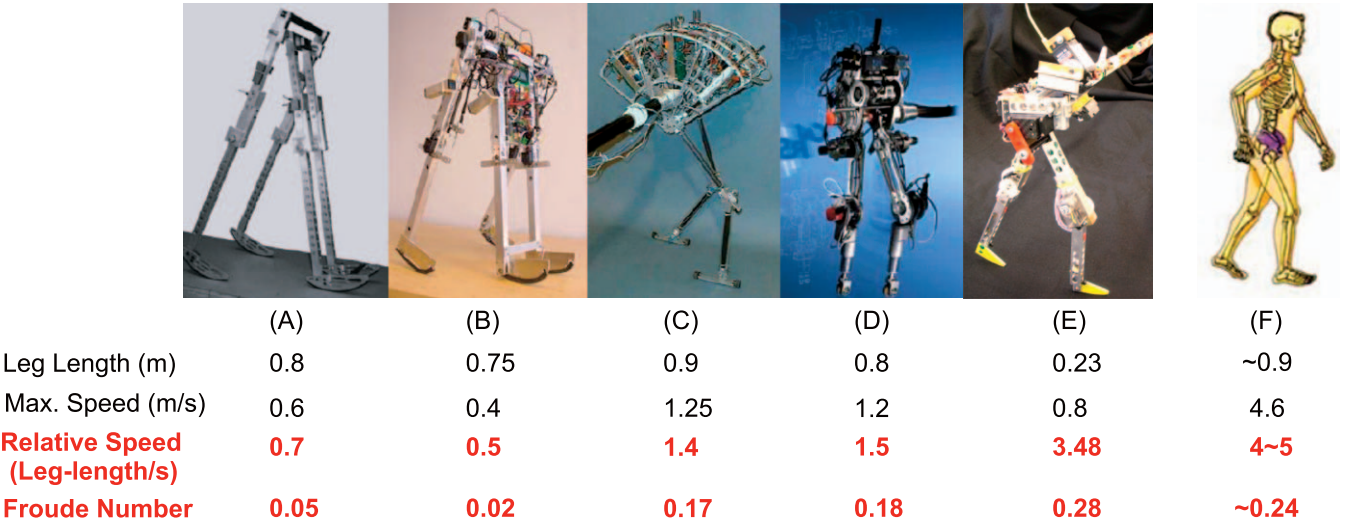 (A) (B) (C) (D) (E) (F)
Leg Length (m) 0.8 0.75 0.9 0.8 0.23 ~0.9
Max. Speed (m/s) 0.6 0.4 1.25 1.2 0.8 4.6
Relative Speed
(Leg-length/s) 0.7 0.5 1.4 1.5 3.48 4~5
Froude Number 0.05 0.02 0.17 0.18 0.28 ~0.24